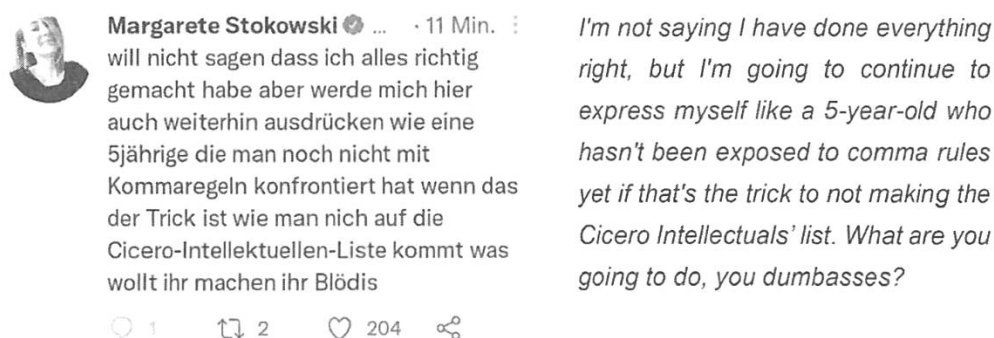 Margarete Stokowski ... · 11 Min.
will nicht sagen dass ich alles richtig
gemacht habe aber werde mich hier
auch weiterhin ausdrücken wie eine
5jährige die man noch nicht mit
Kommaregeln konfrontiert hat wenn das
der Trick ist wie man nich auf die
Cicero-Intellektuellen-Liste kommt was
wollt ihr machen ihr Blödis
1 2 204
I'm not saying I have done everything
right, but I'm going to continue to
express myself like a 5-year-old who
hasn't been exposed to comma rules
yet if that's the trick to not making the
Cicero Intellectuals' list. What are you
going to do, you dumbasses?